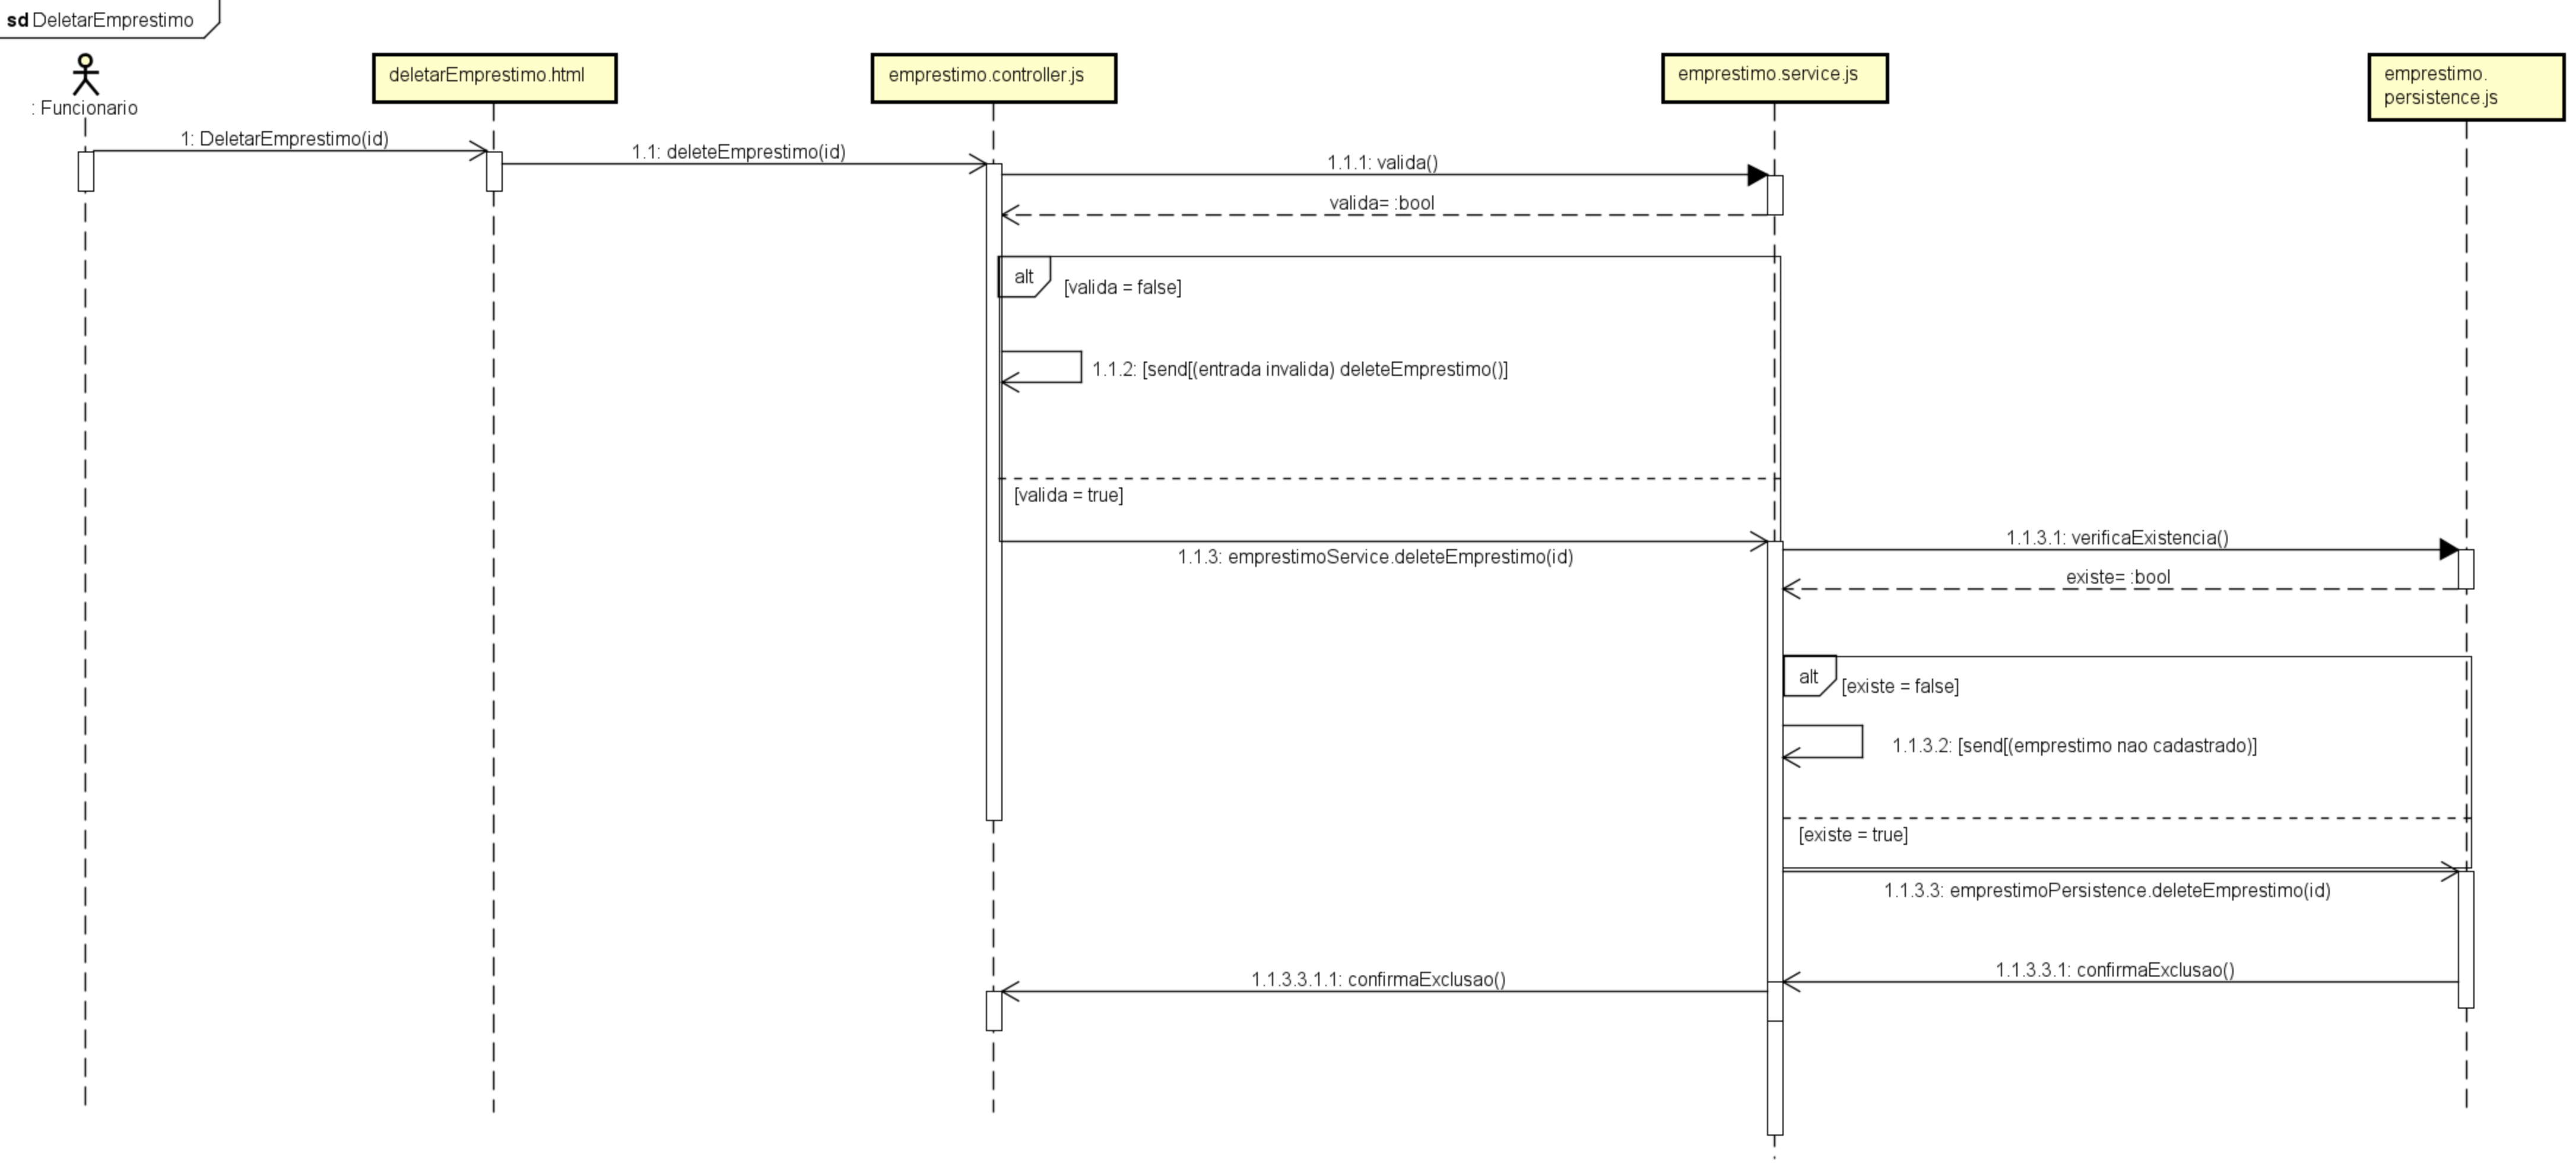 sd DeletarEmprestimo
: Funcionario
deletarEmprestimo.html
emprestimo.controller.js
emprestimo.service.js
emprestimo.
persistence.js
1: DeletarEmprestimo(id)
1.1: deleteEmprestimo(id)
1.1.1: valida()
valida= :bool
alt
[valida = false]
1.1.2: [send[(entrada invalida) deleteEmprestimo()]
[valida = true]
1.1.3: emprestimoService.deleteEmprestimo(id)
1.1.3.1: verificaExistencia()
existe= :bool
alt
[existe = false]
1.1.3.2: [send[(emprestimo nao cadastrado)]
[existe = true]
1.1.3.3: emprestimoPersistence.deleteEmprestimo(id)
1.1.3.3.1: confirmaExclusao()
1.1.3.3.1.1: confirmaExclusao()